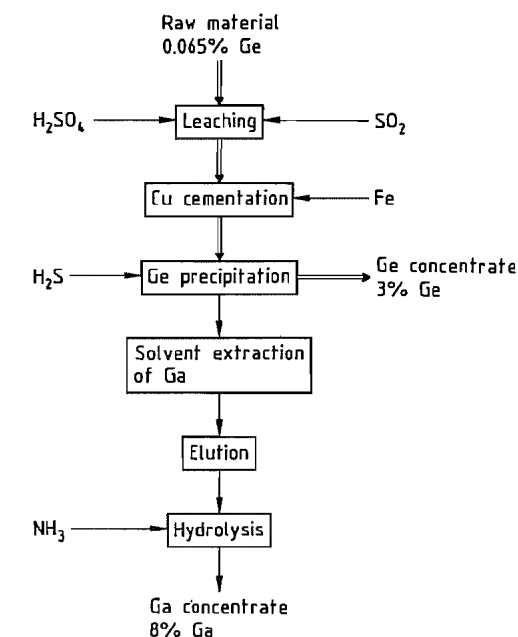 Raw material
0.065% Ge
H₂SO₄
Leaching
SO₂
Cu cementation
Fe
H₂S
Ge precipitation
Ge concentrate
3% Ge
Solvent extraction
of Ga
Elution
NH₃
Hydrolysis
Ga concentrate
8% Ga